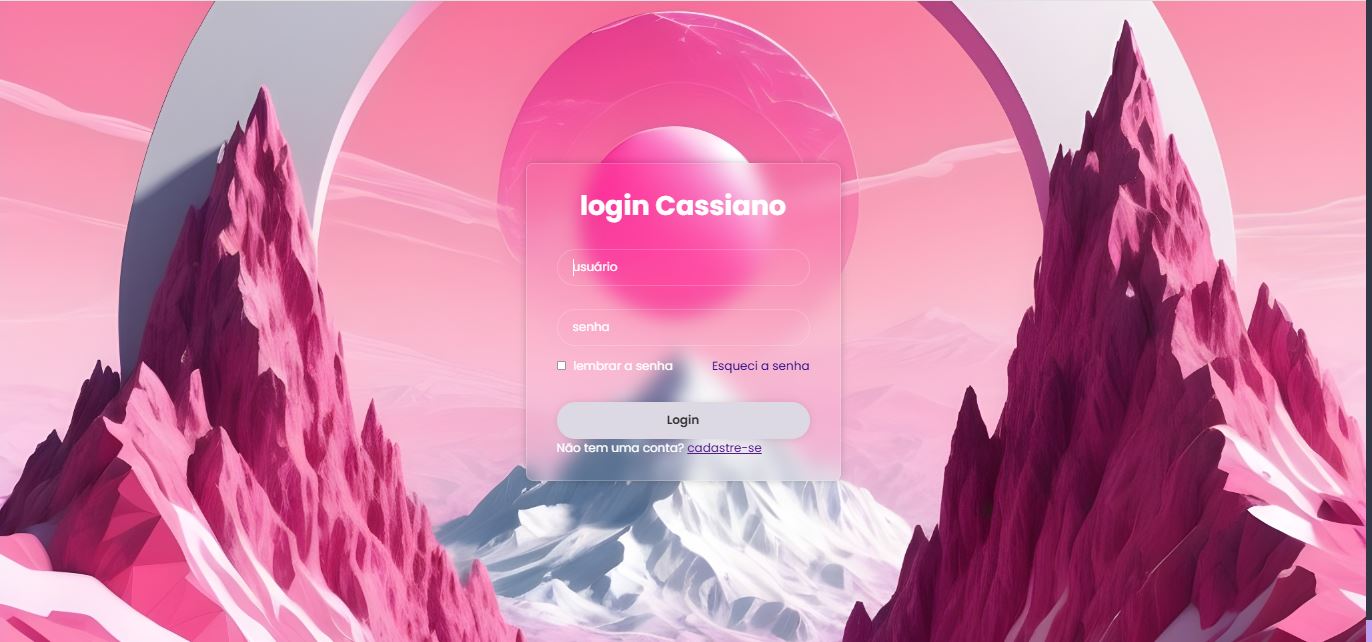 login Cassiano
usuário
senha
lembrar a senha Esqueci a senha
Login
Não tem uma conta? cadastre-se